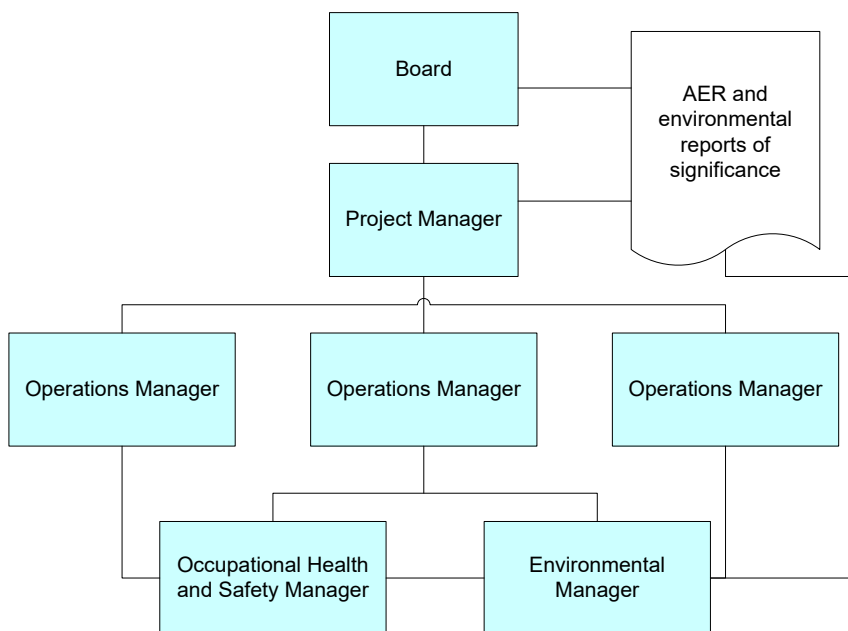 Board
AER and
environmental
reports of
significance
Project Manager
Operations Manager
Operations Manager
Operations Manager
Occupational Health
and Safety Manager
Environmental
Manager